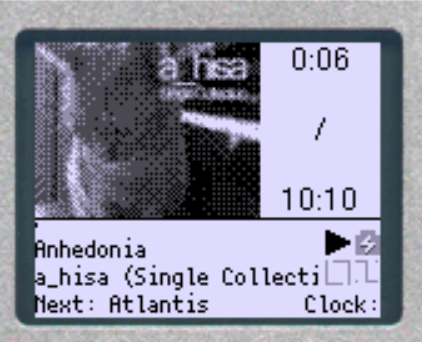 a_hisa
0:06
/
10:10
Anhedonia
a_hisa (Single Collecti
Next: Atlantis
Clock: